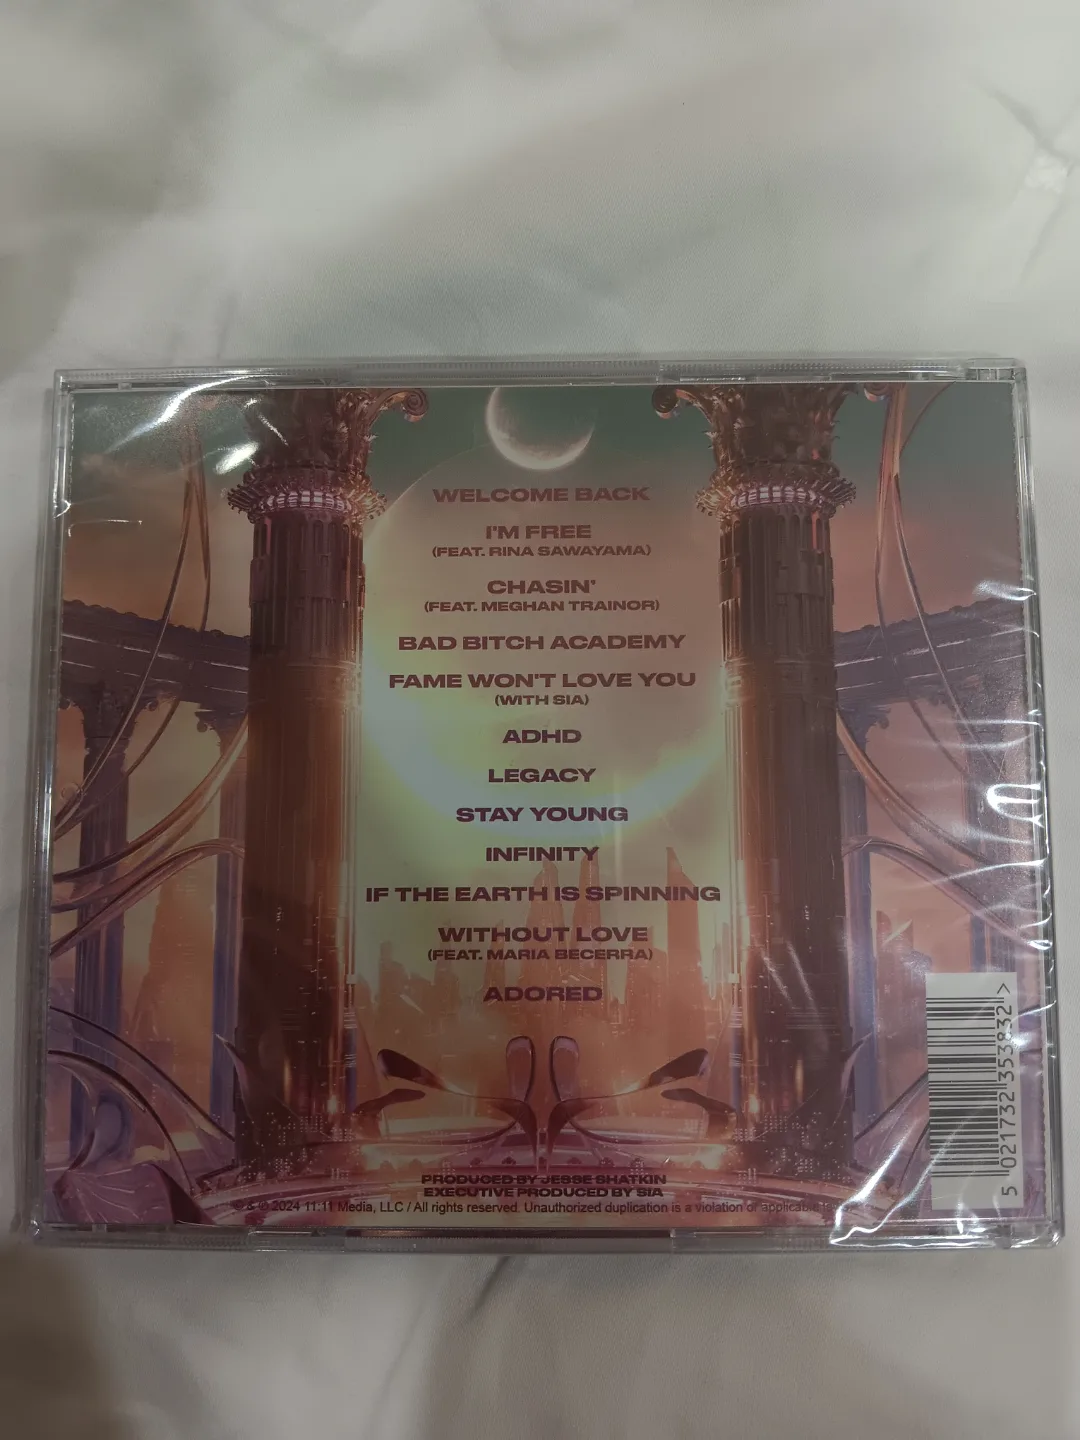 WELCOME BACK
I'M FREE
(FEAT. RINA SAWAYAMA)
CHASIN'
(FEAT. MEGHAN TRAINOR)
BAD BITCH ACADEMY
FAME WON'T LOVE YOU
(WITH SIA)
ADHD
LEGACY
STAY YOUNG
INFINITY
IF THE EARTH IS SPINNING
WITHOUT LOVE
(FEAT. MARIA BECERRA)
ADORED
PRODUCED BY JESSE SHATKIN
EXECUTIVE PRODUCED BY SIA
2024 11:11 Media, LLC / All rights reserved. Unauthorized duplication is a violation of applicable
5 021732 353832 >